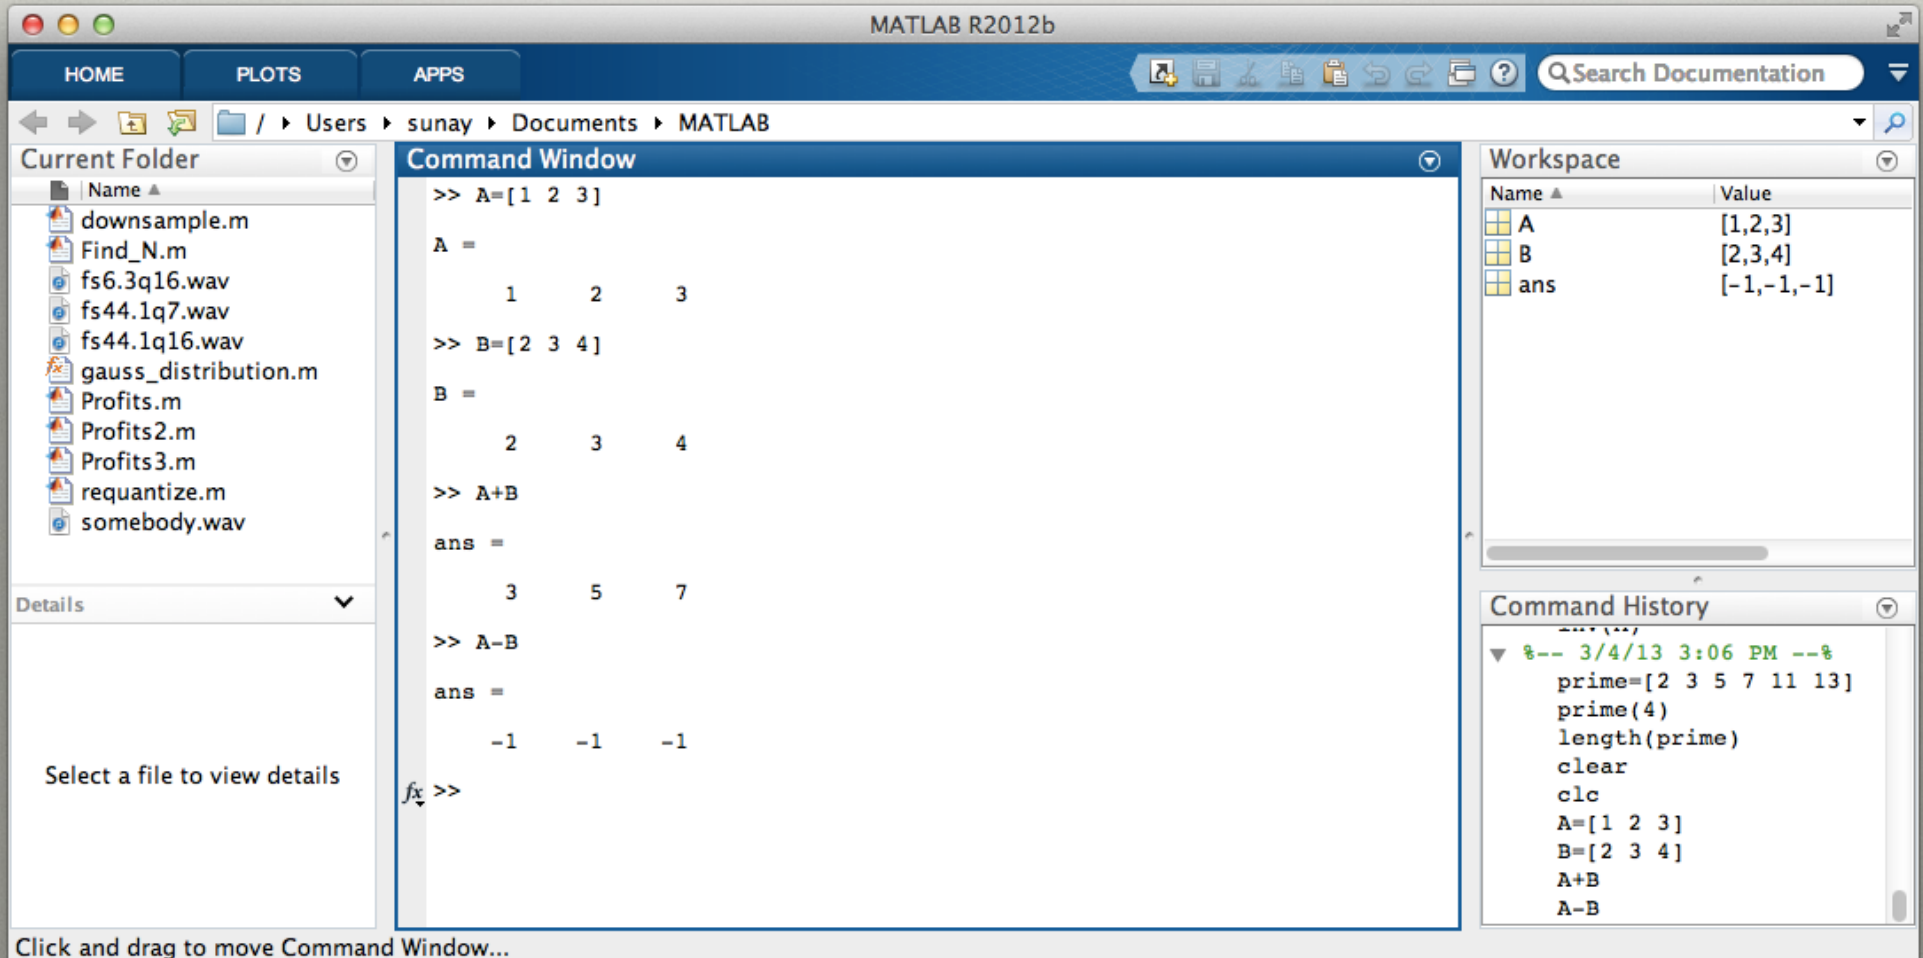 MATLAB R2012b
HOME PLOTS APPS
Search Documentation
/ Users sunay Documents MATLAB
Current Folder
Name
downsample.m
Find_N.m
fs6.3q16.wav
fs44.1q7.wav
fs44.1q16.wav
gauss_distribution.m
Profits.m
Profits2.m
Profits3.m
requantize.m
somebody.wav
Details
Select a file to view details
Command Window
>> A=[1 2 3]
A =
1 2 3
>> B=[2 3 4]
B =
2 3 4
>> A+B
ans =
3 5 7
>> A-B
ans =
-1 -1 -1
fx >>
Workspace
Name Value
A [1,2,3]
B [2,3,4]
ans [-1,-1,-1]
Command History
%-- 3/4/13 3:06 PM --%
prime=[2 3 5 7 11 13]
prime(4)
length(prime)
clear
clc
A=[1 2 3]
B=[2 3 4]
A+B
A-B
Click and drag to move Command Window...